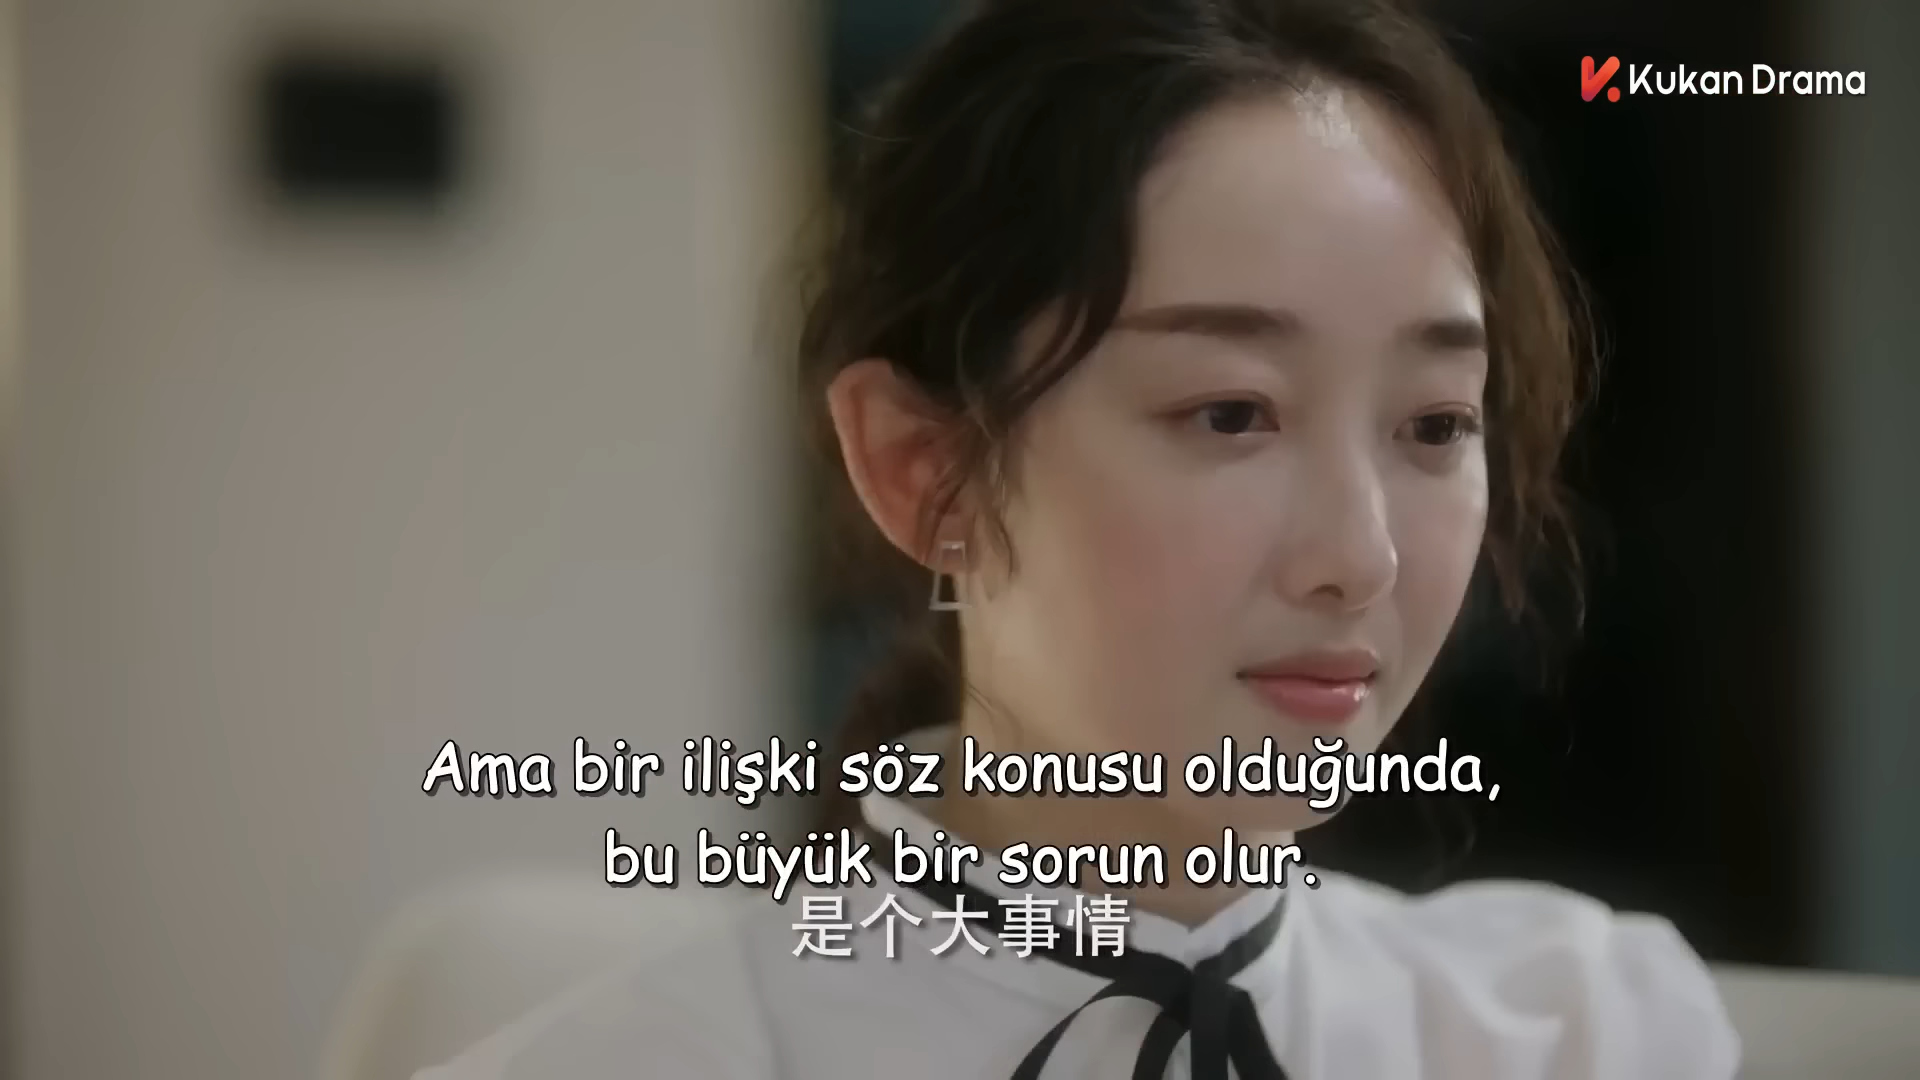 Kukan Drama
Ama bir ilişki söz konusu olduğunda,
bu büyük bir sorun olur.
是个大事情